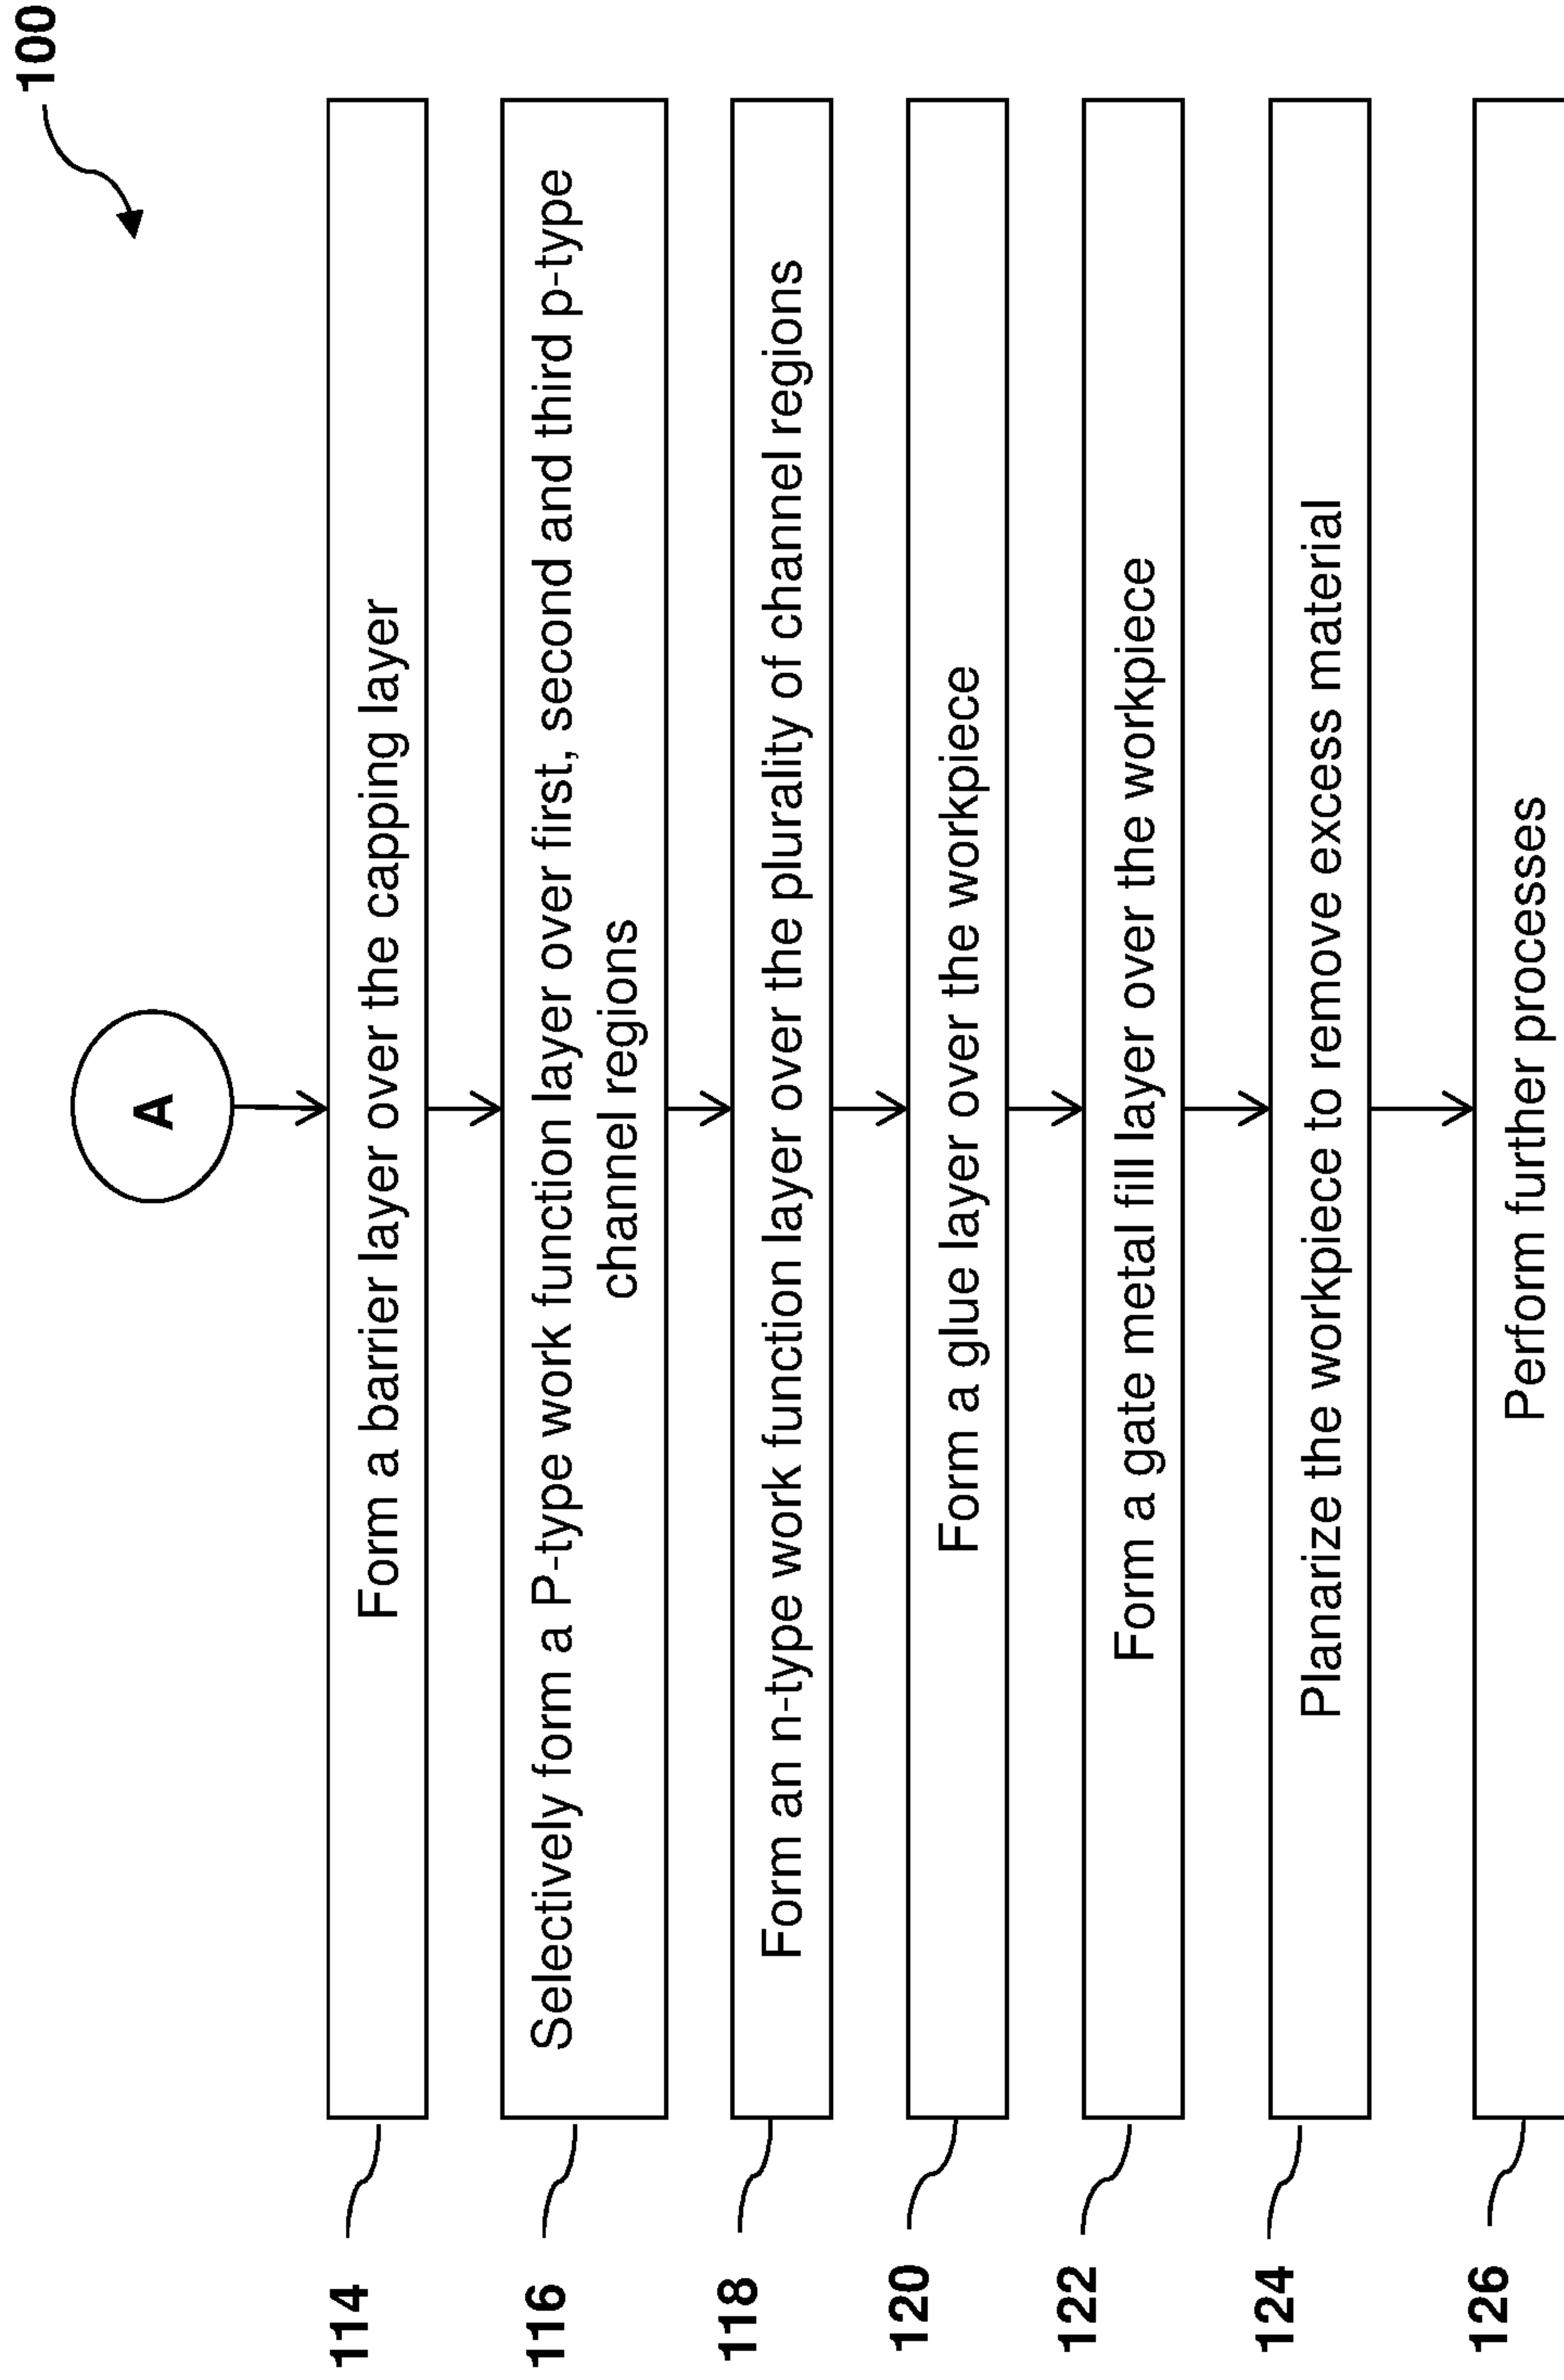 100
A
114
Form a barrier layer over the capping layer
116
Selectively form a P-type work function layer over first, second and third p-type
channel regions
118
Form an n-type work function layer over the plurality of channel regions
120
Form a glue layer over the workpiece
122
Form a gate metal fill layer over the workpiece
124
Planarize the workpiece to remove excess material
126
Perform further processes